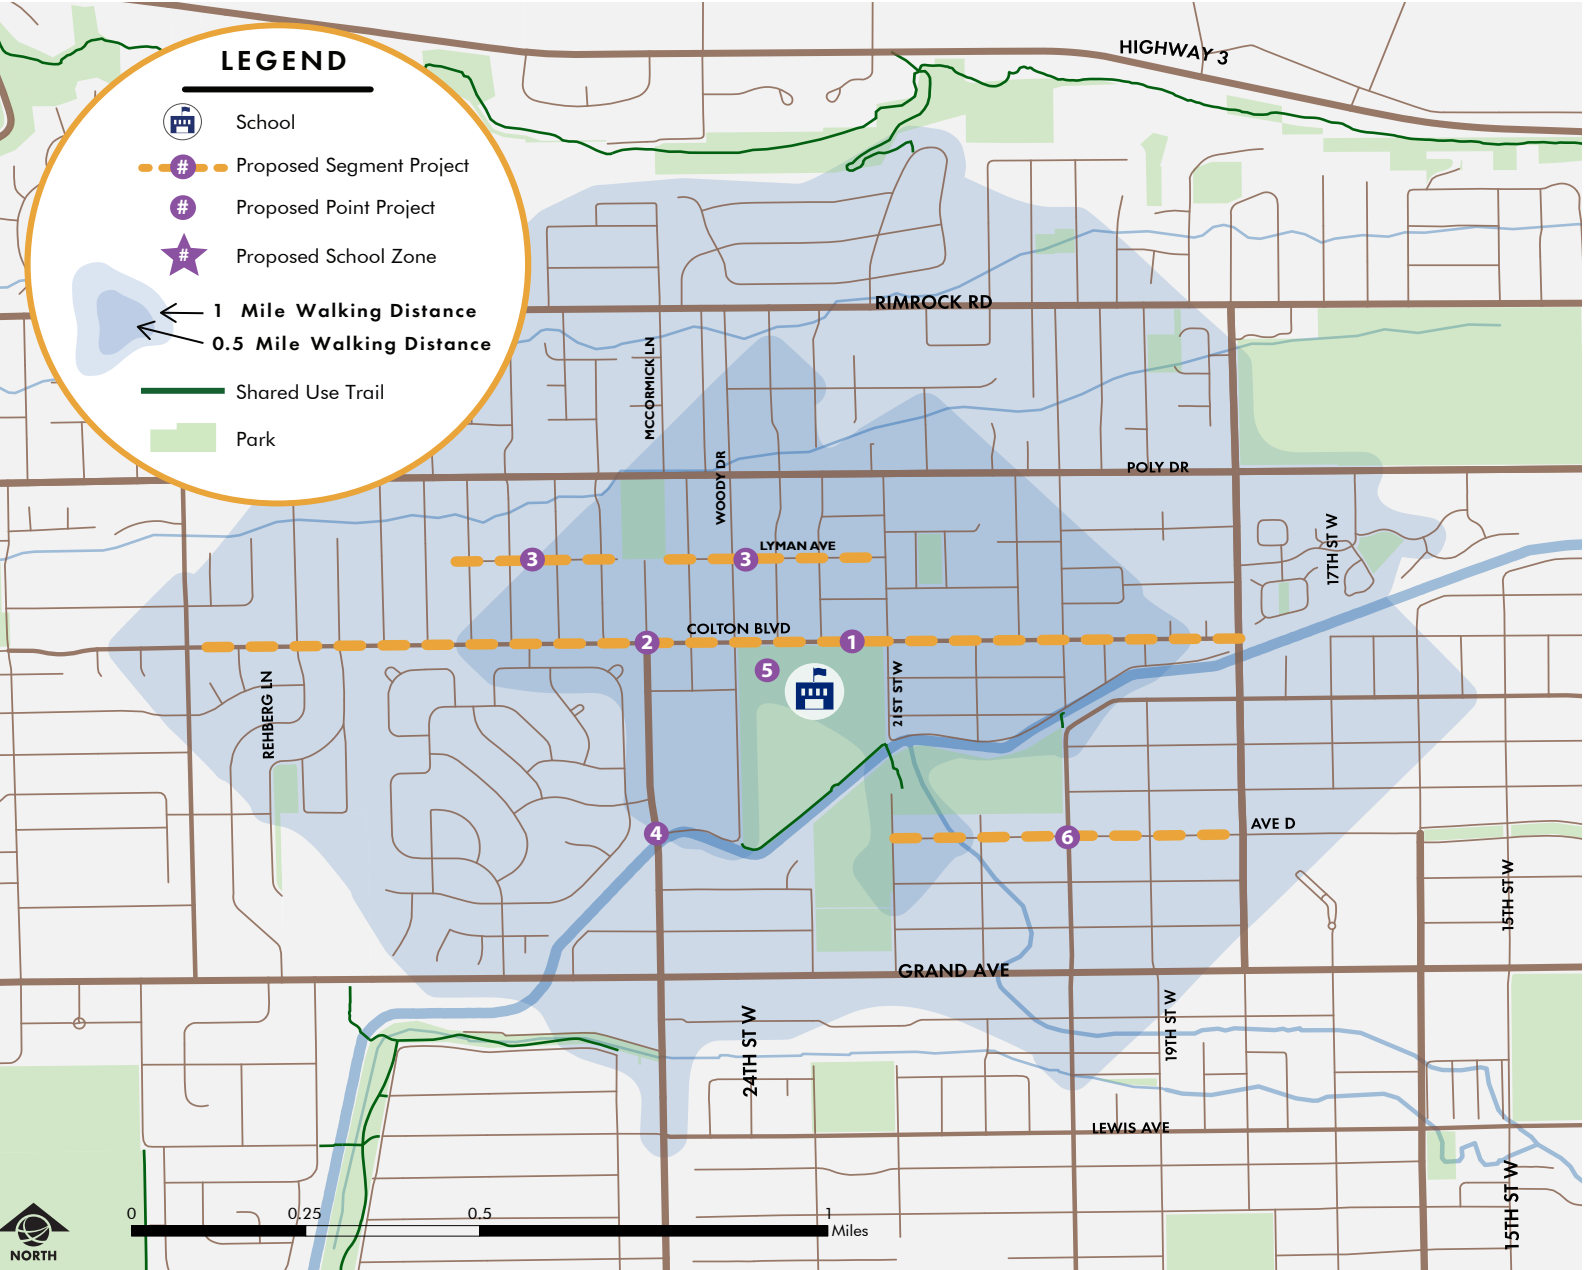 LEGEND
School
# Proposed Segment Project
# Proposed Point Project
# Proposed School Zone
1 Mile Walking Distance
0.5 Mile Walking Distance
Shared Use Trail
Park
HIGHWAY 3
RIMROCK RD
MCCORMICK LN
WOODY DR
POLY DR
17TH ST W
LYMAN AVE
3
3
COLTON BLVD
2
1
5
21ST ST W
REHBERG LN
4
6
AVE D
15TH ST W
GRAND AVE
24TH ST W
19TH ST W
LEWIS AVE
15TH ST W
0 0.25 0.5 1
Miles
NORTH